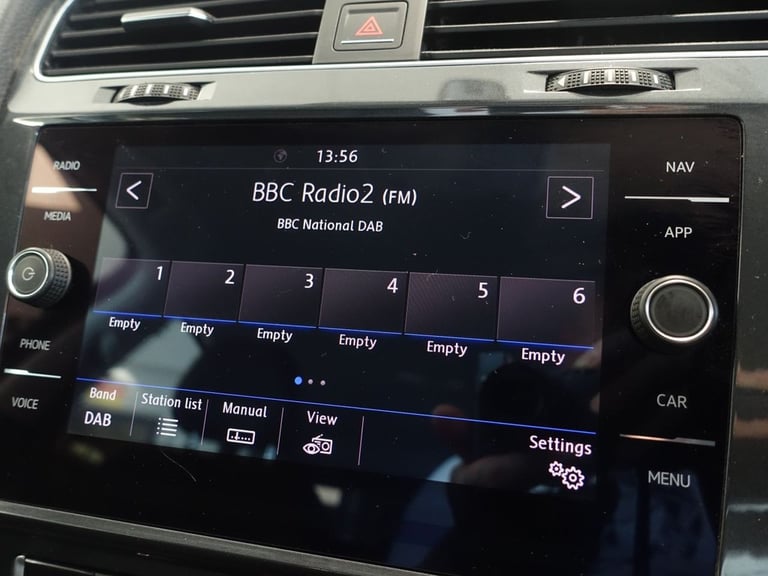 RADIO
MEDIA
PHONE
VOICE
13:56
<
BBC Radio2 (FM)
>
BBC National DAB
1
2
3
4
5
6
Empty
Empty
Empty
Empty
Empty
Empty
Band
DAB
Station list
Manual
View
Settings
NAV
APP
CAR
MENU